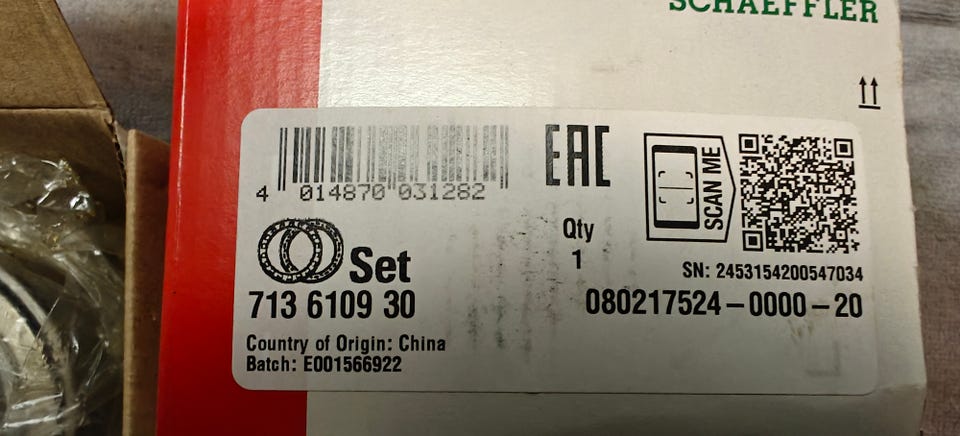 SCHAEFFLER
EAC
SCAN ME
4 014870 031282
Qty
1
Set
SN: 2453154200547034
713 6109 30
080217524-0000-20
Country of Origin: China
Batch: E001566922